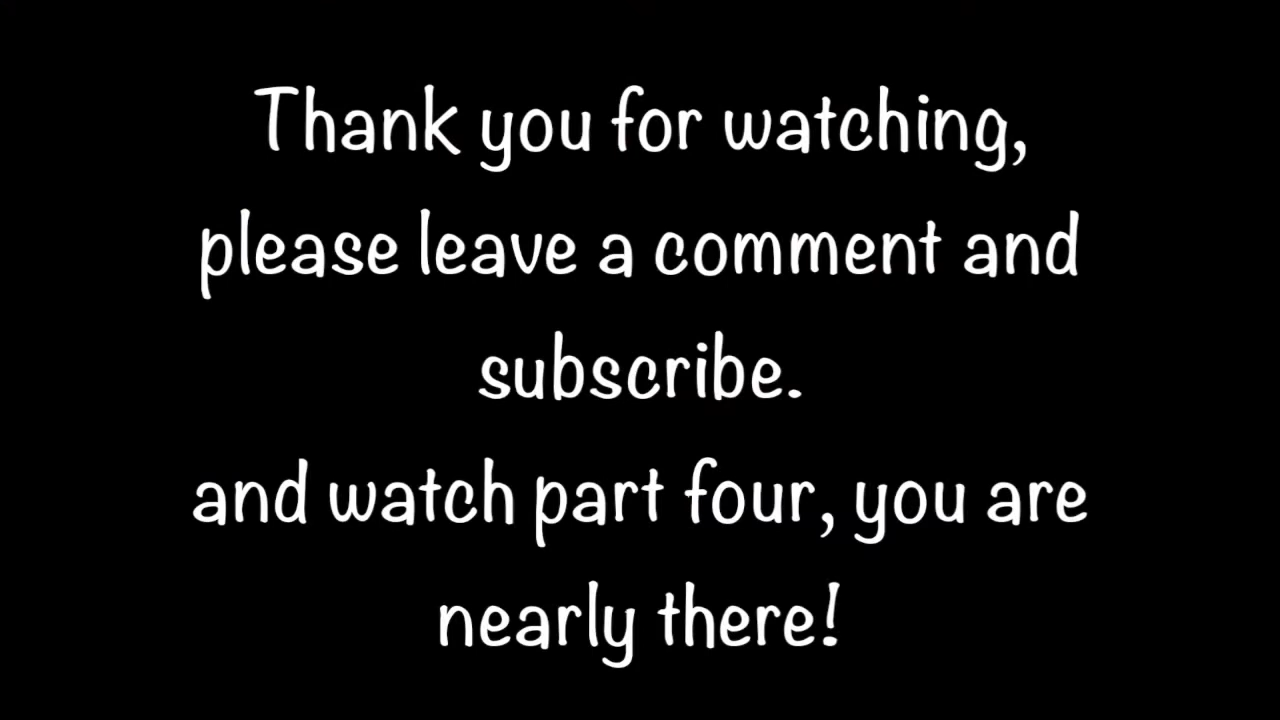 Thank you for watching,
please leave a comment and
subscribe.
and watch part four, you are
nearly there!